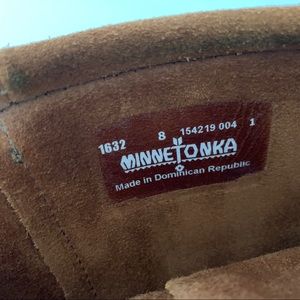 1632 8 154219 004 1
MINNETONKA
Made in Dominican Republic